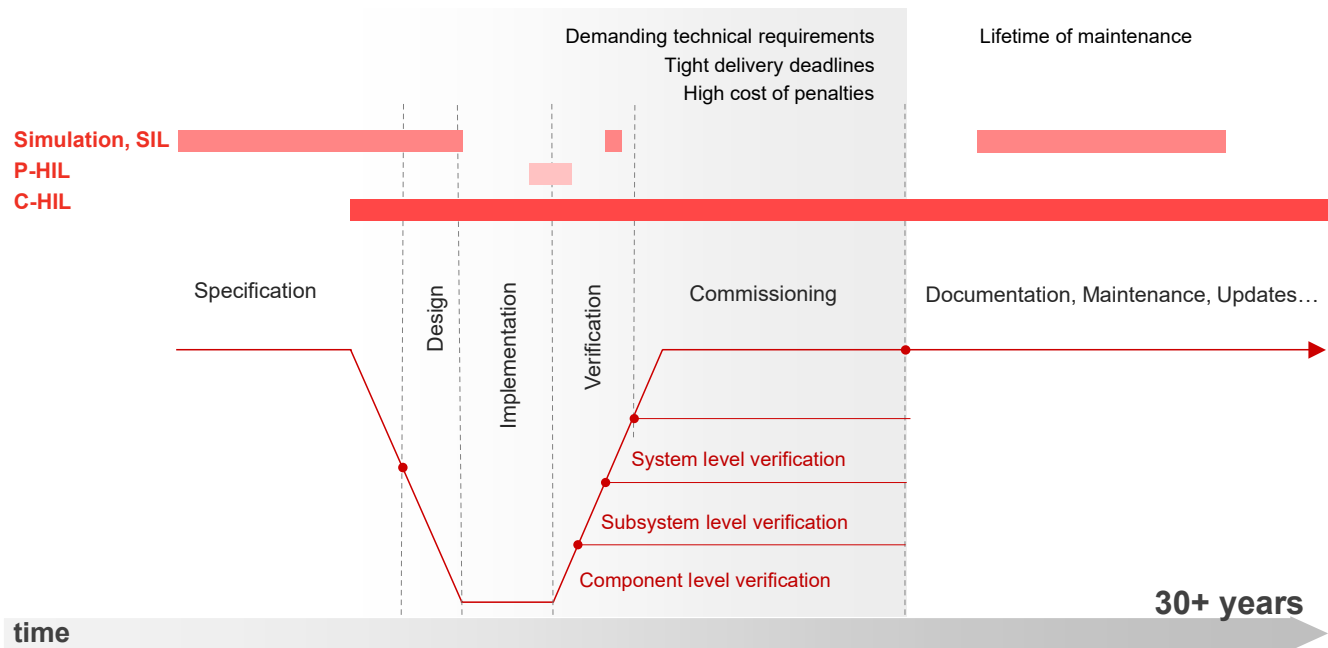 Demanding technical requirements
Tight delivery deadlines
High cost of penalties
Lifetime of maintenance
Simulation, SIL
P-HIL
C-HIL
Specification
Design
Implementation
Verification
Commissioning
Documentation, Maintenance, Updates…
System level verification
Subsystem level verification
Component level verification
30+ years
time